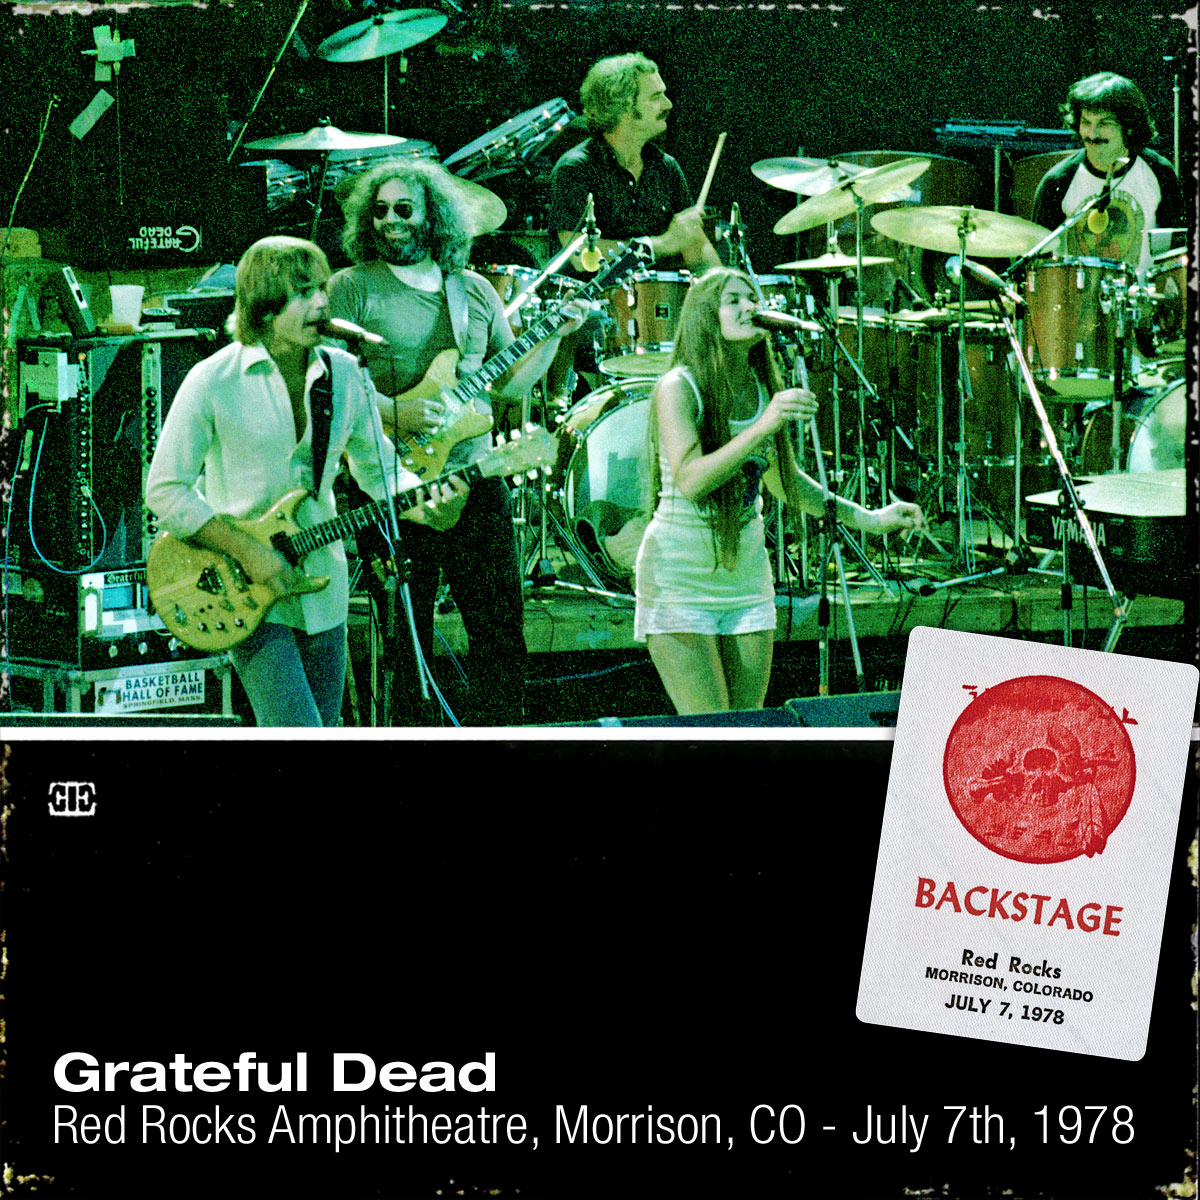 GRATEFUL
DEAD
Grateful
YAMAHA
BASKETBALL
HALL OF FAME
SPRINGFIELD, MASS.
BACKSTAGE
Red Rocks
MORRISON, COLORADO
JULY 7, 1978
Grateful Dead
Red Rocks Amphitheatre, Morrison, CO - July 7th, 1978